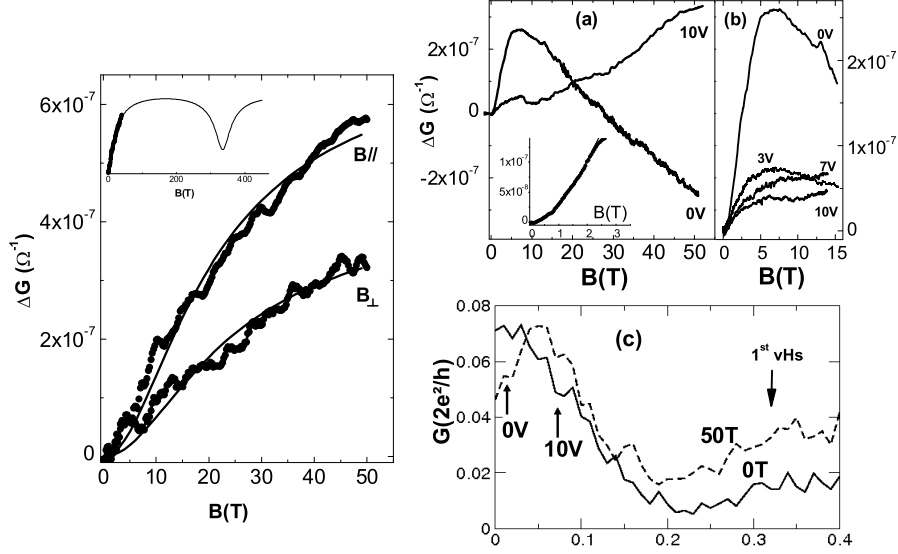 6x10⁻⁷
4x10⁻⁷
2x10⁻⁷
0
ΔG (Ω⁻¹)
0 10 20 30 40 50
B(T)
B//
B⊥
0 200 400
B(T)
(a)
10V
0V
2x10⁻⁷
0
-2x10⁻⁷
ΔG (Ω⁻¹)
0 10 20 30 40 50
B(T)
1x10⁻⁷
5x10⁻⁸
0
B(T)
0 1 2 3
(b)
0V
3V
7V
10V
2x10⁻⁷
1x10⁻⁷
0
0 5 10 15
B(T)
(c)
0.08
0.06
0.04
0.02
0
G(2e²/h)
0V
10V
1st vHs
50T
0T
0 0.1 0.2 0.3 0.4